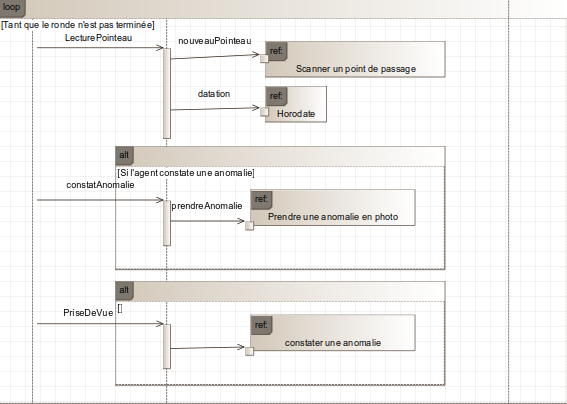 loop
[Tant que le ronde n'est pas terminée]
LecturePointeau
nouveauPointeau
ref:
Scanner un point de passage
datation
ref:
Horodate
alt
[Si l'agent constate une anomalie]
constatAnomalie
prendreAnomalie
ref:
Prendre une anomalie en photo
alt
[]
PriseDeVue
ref:
constater une anomalie